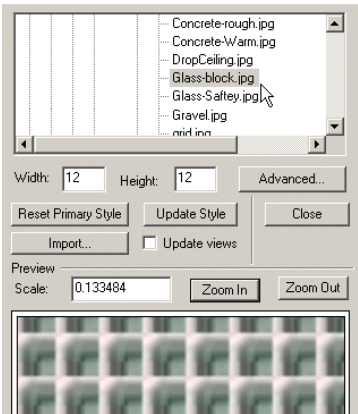 Concrete-rough.jpg
Concrete-Warm.jpg
DropCeiling.jpg
Glass-block.jpg
Glass-Saftey.jpg
Gravel.jpg
grid.jpg
Width: 12 Height: 12 Advanced...
Reset Primary Style Update Style Close
Import... Update views
Preview
Scale: 0.133484 Zoom In Zoom Out